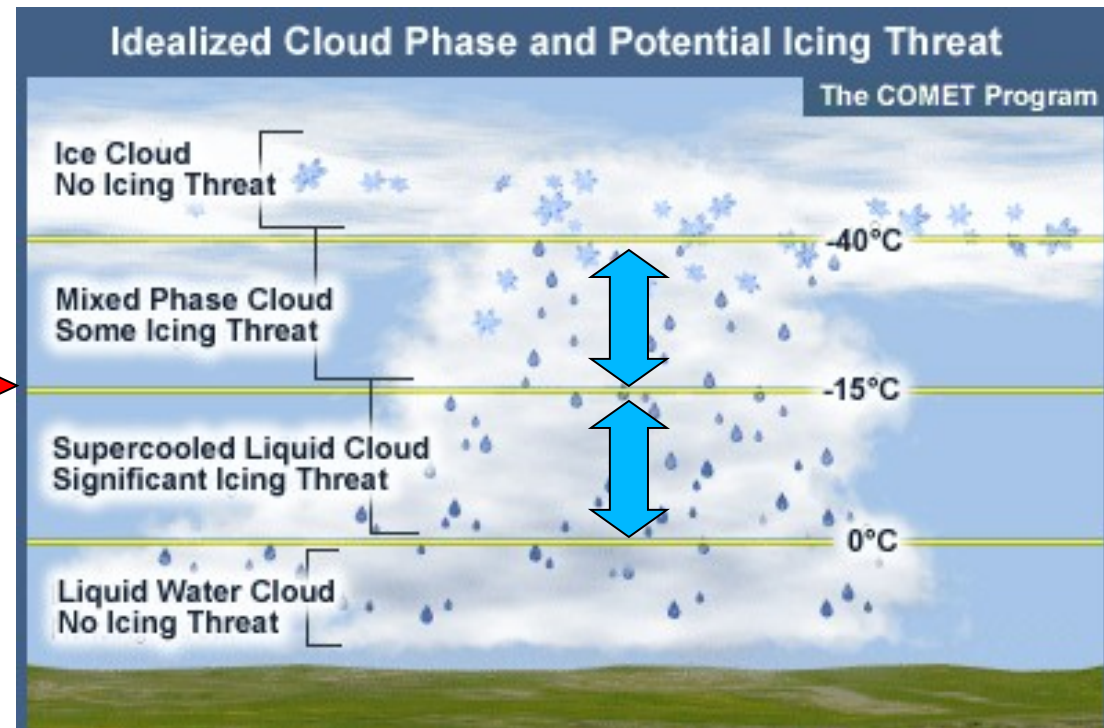 Idealized Cloud Phase and Potential Icing Threat
The COMET Program
Ice Cloud
No Icing Threat
-40°C
Mixed Phase Cloud
Some Icing Threat
-15°C
Supercooled Liquid Cloud
Significant Icing Threat
0°C
Liquid Water Cloud
No Icing Threat